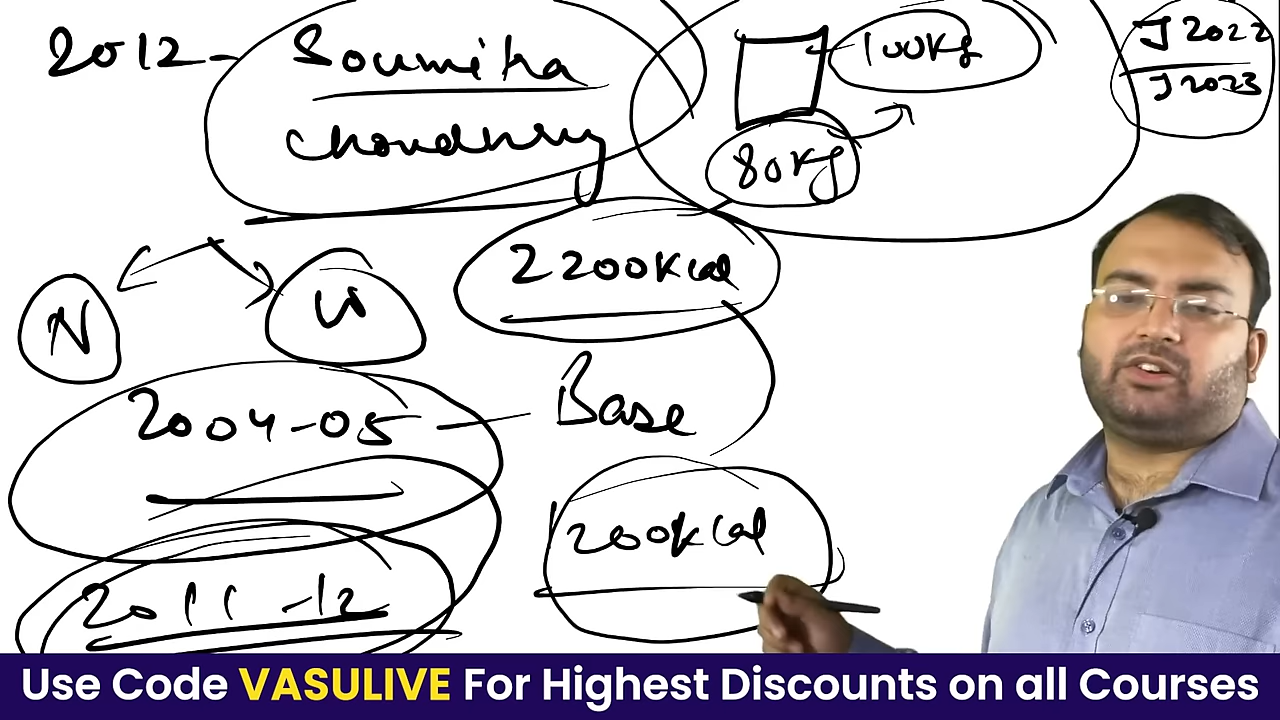 2012 - Soumitra
Choudhury
100Kg
80Kg
J 2022
J 2023
2200Kcal
N
W
2004-05 - Base
1200Kcal
2011-12
Use Code VASULIVE For Highest Discounts on all Courses